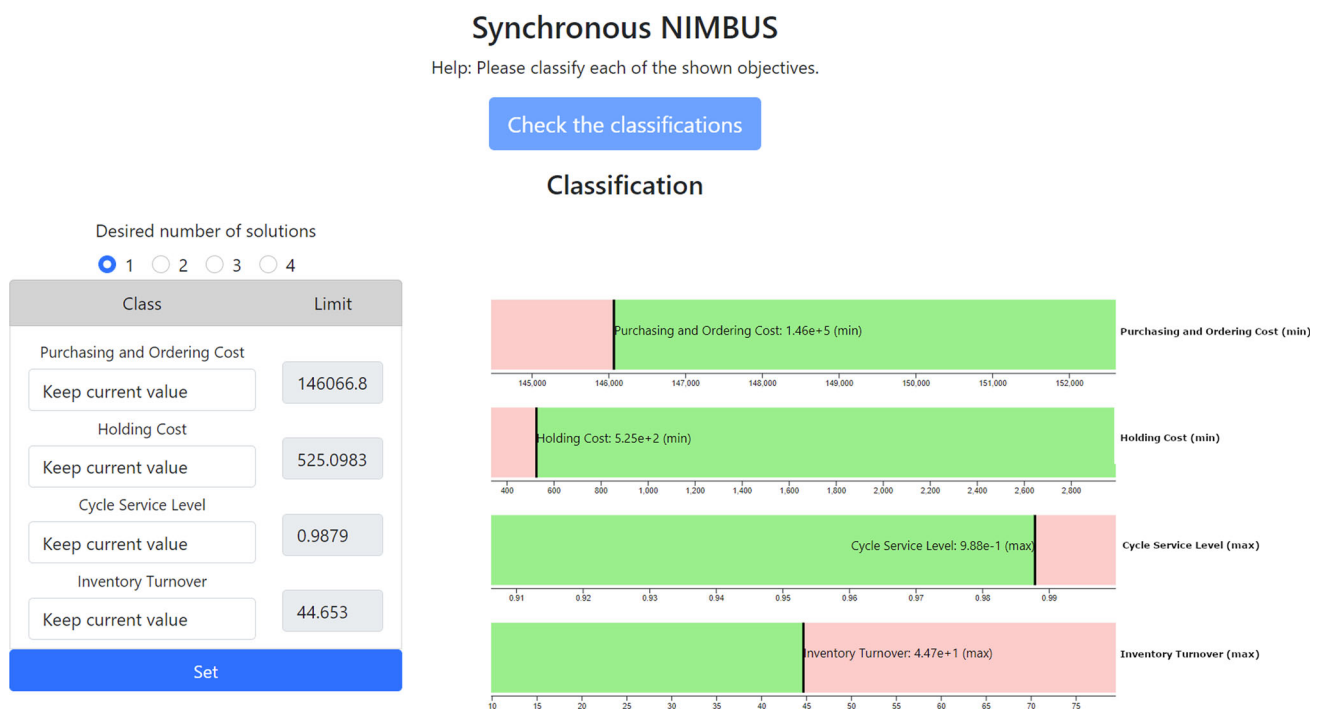 Synchronous NIMBUS
Help: Please classify each of the shown objectives.
Check the classifications
Classification
Desired number of solutions
1 2 3 4
Class Limit
Purchasing and Ordering Cost
Keep current value 146066.8
Holding Cost
Keep current value 525.0983
Cycle Service Level
Keep current value 0.9879
Inventory Turnover
Keep current value 44.653
Set
Purchasing and Ordering Cost: 1.46e+5 (min) Purchasing and Ordering Cost (min)
145,000 146,000 147,000 148,000 149,000 150,000 151,000 152,000
Holding Cost: 5.25e+2 (min) Holding Cost (min)
400 600 800 1,000 1,200 1,400 1,600 1,800 2,000 2,200 2,400 2,600 2,800
Cycle Service Level: 9.88e-1 (max) Cycle Service Level (max)
0.91 0.92 0.93 0.94 0.95 0.96 0.97 0.98 0.99
Inventory Turnover: 4.47e+1 (max) Inventory Turnover (max)
10 15 20 25 30 35 40 45 50 55 60 65 70 75